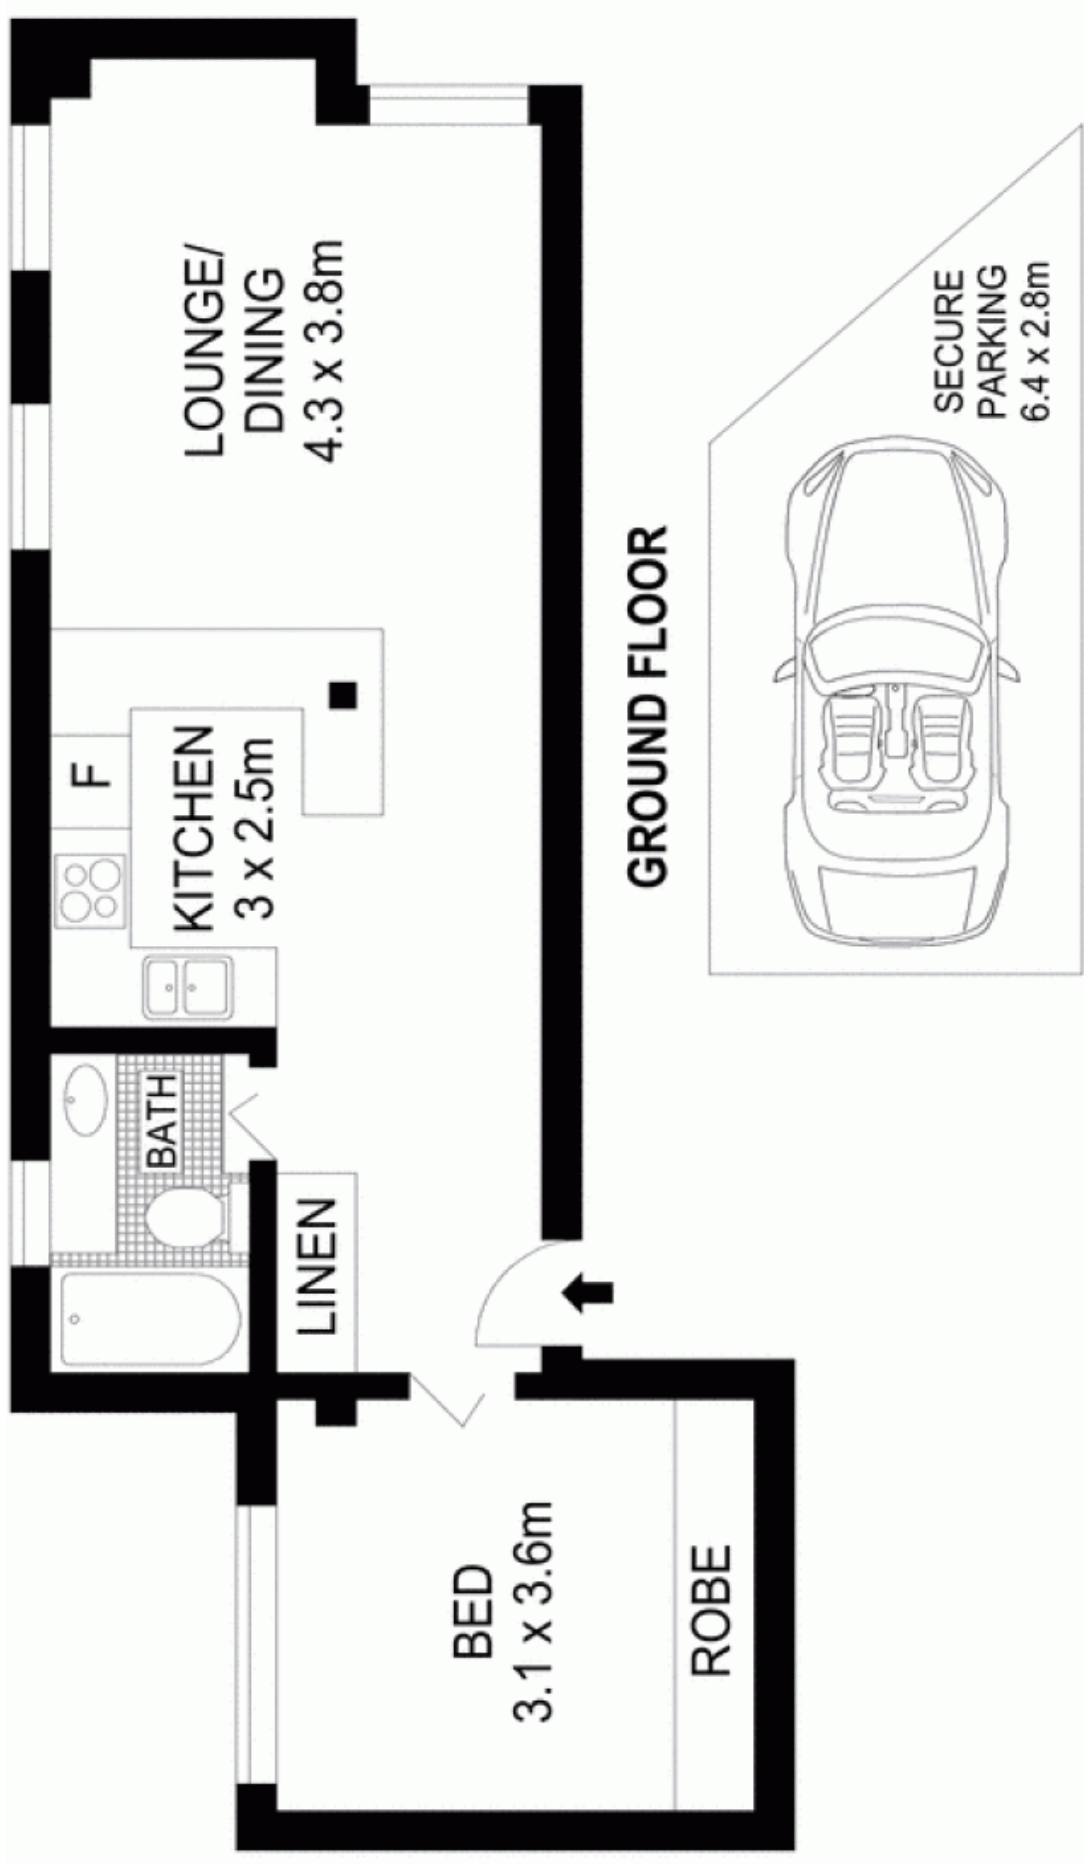 LOUNGE/
DINING
4.3 x 3.8m
SECURE
PARKING
6.4 x 2.8m
GROUND FLOOR
F
KITCHEN
3 x 2.5m
BATH
LINEN
BED
3.1 x 3.6m
ROBE